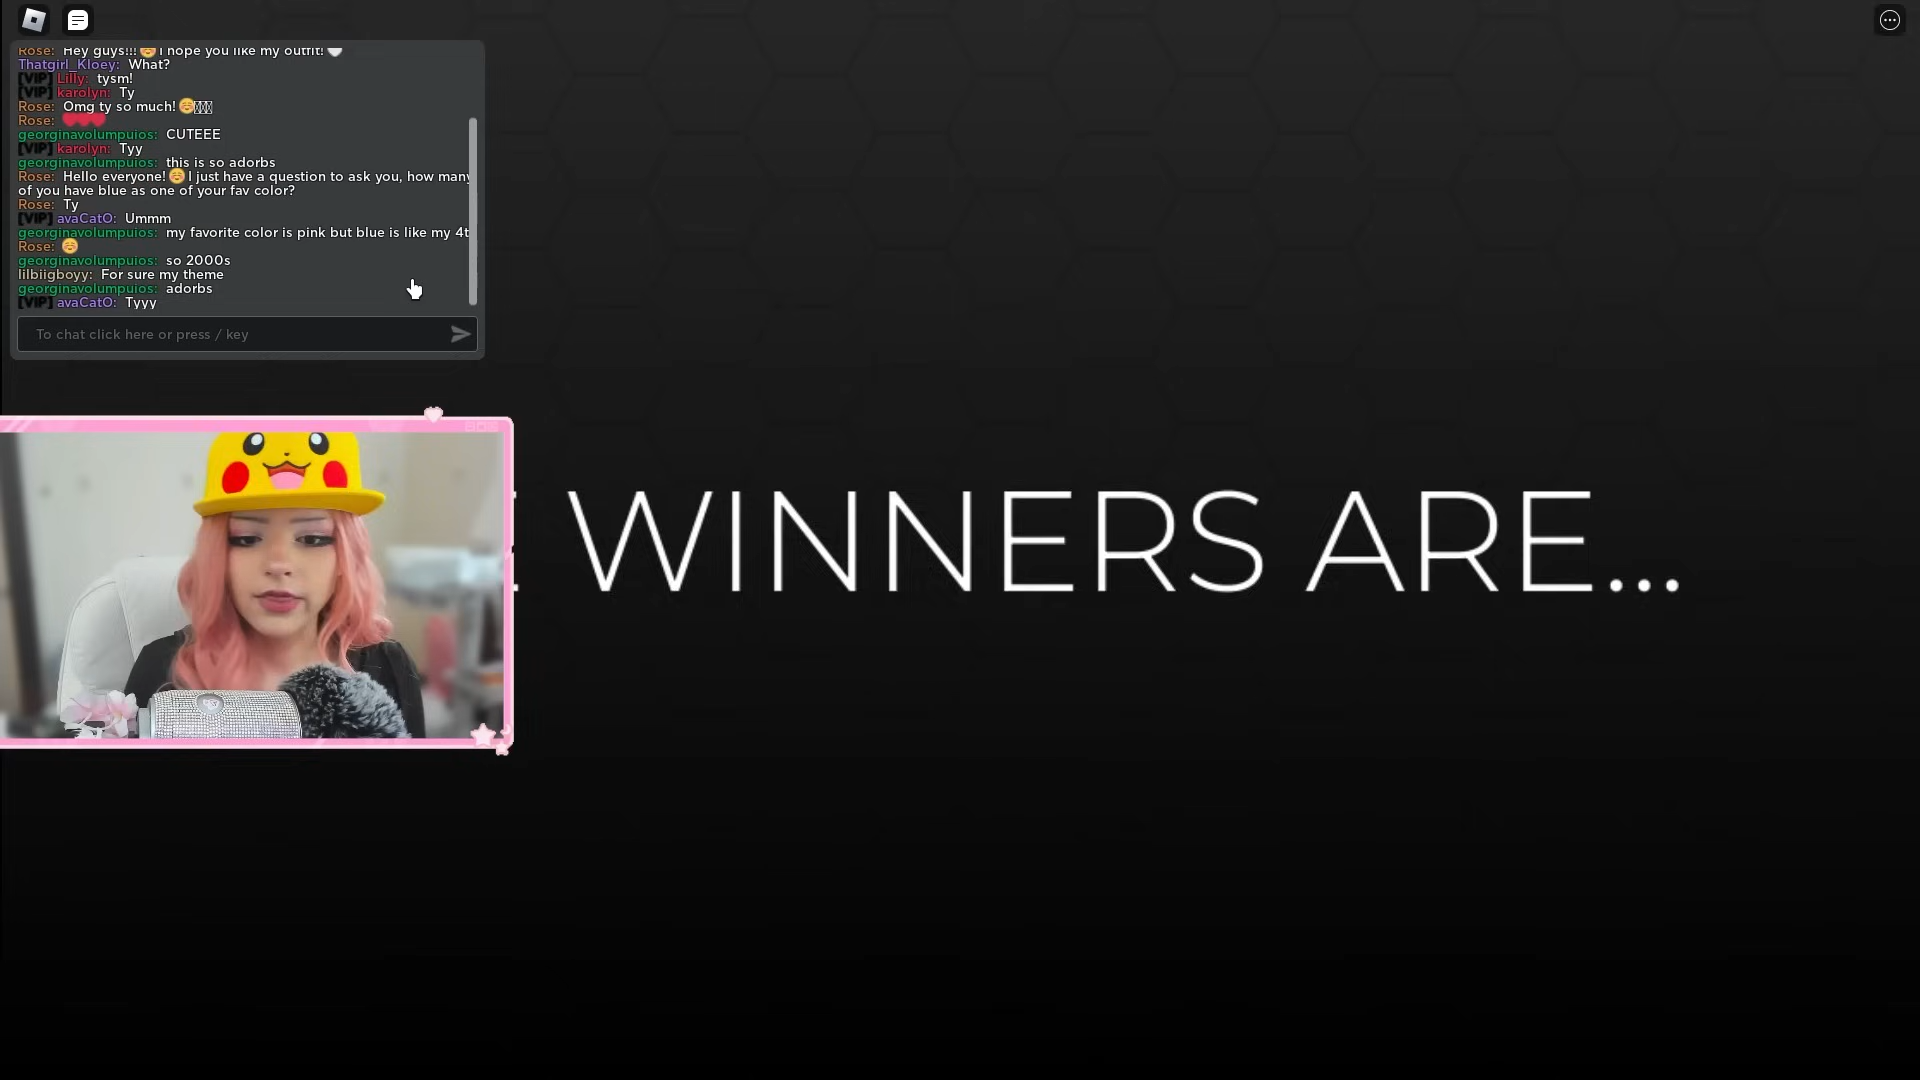 Rose: Hey guys!!! ☺️ I hope you like my outfit! 🤍
Thatgirl_Kloey: What?
[VIP] Lilly: tysm!
[VIP] karolyn: Ty
Rose: Omg ty so much! ☺️
Rose: ❤️❤️❤️
georginavolumpuios: CUTEEE
[VIP] karolyn: Tyy
georginavolumpuios: this is so adorbs
Rose: Hello everyone! ☺️ I just have a question to ask you, how many
of you have blue as one of your fav color?
Rose: Ty
[VIP] avaCatO: Ummm
georginavolumpuios: my favorite color is pink but blue is like my 4t
Rose: ☺️
georginavolumpuios: so 2000s
lilbiigboyy: For sure my theme
georginavolumpuios: adorbs
[VIP] avaCatO: Tyyy
To chat click here or press / key
WINNERS ARE...